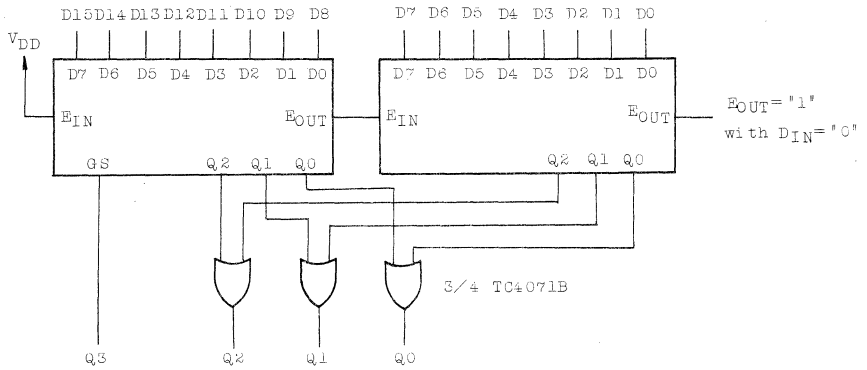 D15 D14 D13 D12 D11 D10 D9 D8
D7 D6 D5 D4 D3 D2 D1 D0
VDD
D7 D6 D5 D4 D3 D2 D1 D0
D7 D6 D5 D4 D3 D2 D1 D0
EIN
EOUT
EIN
EOUT
EOUT="1"
with DIN="0"
GS
Q2 Q1 Q0
Q2 Q1 Q0
3/4 TC4071B
Q3 Q2 Q1 Q0